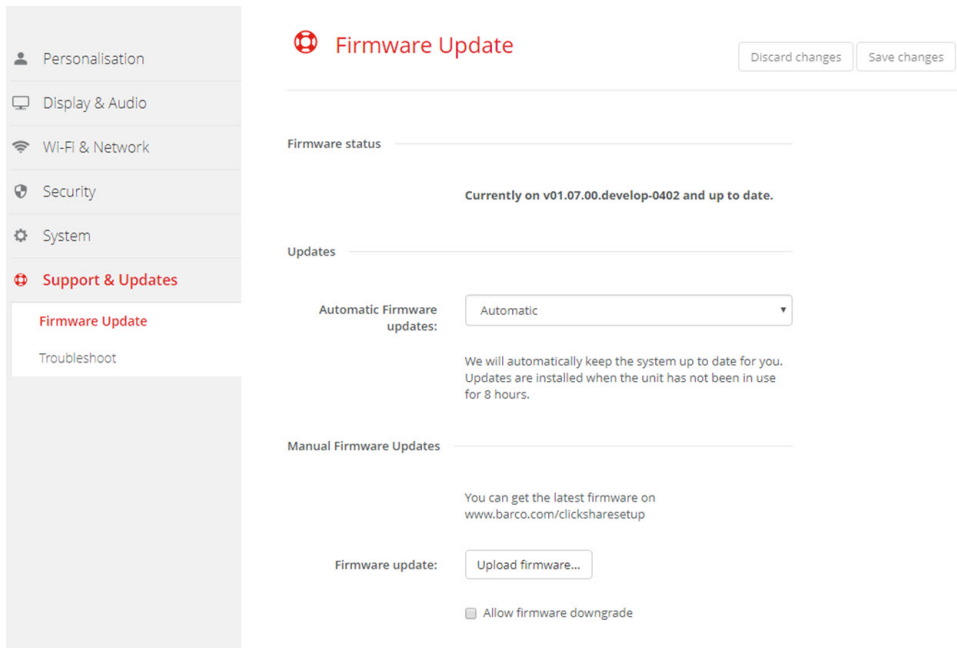 Personalisation
Display & Audio
Wi-Fi & Network
Security
System
Support & Updates
Firmware Update
Troubleshoot
Firmware Update
Discard changes
Save changes
Firmware status
Currently on v01.07.00.develop-0402 and up to date.
Updates
Automatic Firmware
updates:
Automatic
We will automatically keep the system up to date for you.
Updates are installed when the unit has not been in use
for 8 hours.
Manual Firmware Updates
You can get the latest firmware on
www.barco.com/clicksharesetup
Firmware update:
Upload firmware...
Allow firmware downgrade